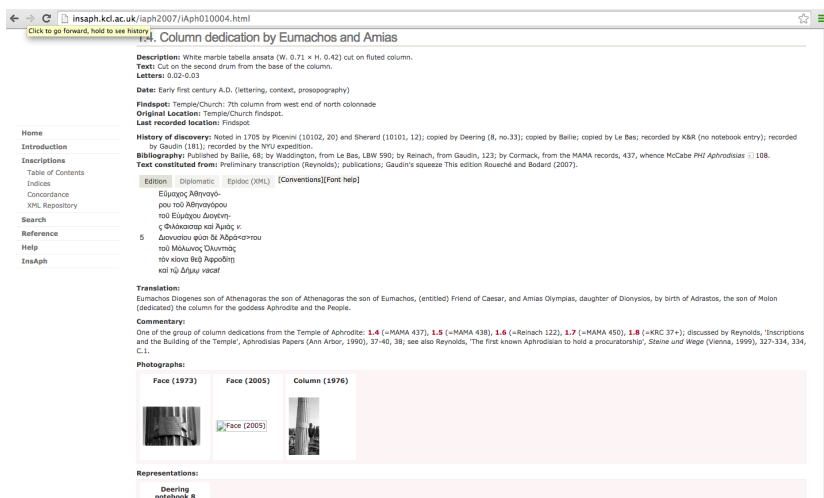 insaph.kcl.ac.uk/iaph2007/iAph010004.html
Click to go forward, hold to see history
1.4. Column dedication by Eumachos and Amias
Description: White marble tabella ansata (W. 0.71 × H. 0.42) cut on fluted column.
Text: Cut on the second drum from the base of the column.
Letters: 0.02-0.03
Date: Early first century A.D. (lettering, context, prosopography)
Findspot: Temple/Church: 7th column from west end of north colonnade
Original Location: Temple/Church findspot.
Last recorded location: Findspot
Home
Introduction
Inscriptions
Table of Contents
Indices
Concordance
XML Repository
Search
Reference
Help
InsAph
History of discovery: Noted in 1705 by Picenini (10102, 20) and Sherard (10101, 12); copied by Deering (8, no.33); copied by Bailie; copied by Le Bas; recorded by K&R (no notebook entry); recorded
by Gaudin (181); recorded by the NYU expedition.
Bibliography: Published by Bailie, 68; by Waddington, from Le Bas, LBW 590; by Reinach, from Gaudin, 123; by Cormack, from the MAMA records, 437, whence McCabe PHI Aphrodisias 108.
Text constituted from: Preliminary transcription (Reynolds); publications; Gaudin's squeeze This edition Roueché and Bodard (2007).
Edition Diplomatic Epidoc (XML) [Conventions][Font help]
Εὔμαχος Ἀθηναγό-
ρου τοῦ Ἀθηναγόρου
τοῦ Εὐμάχου Διογένη-
ς Φιλόκαισαρ καὶ Ἀμιὰς v.
5 Διονυσίου φύσι δὲ Ἀδρά<σ>του
τοῦ Μόλωνος Ὀλυνπιὰς
τὸν κίονα θεᾷ Ἀφροδίτῃ
καὶ τῷ Δήμῳ vacat
Translation:
Eumachos Diogenes son of Athenagoras the son of Athenagoras the son of Eumachos, (entitled) Friend of Caesar, and Amias Olympias, daughter of Dionysios, by birth of Adrastos, the son of Molon
(dedicated) the column for the goddess Aphrodite and the People.
Commentary:
One of the group of column dedications from the Temple of Aphrodite: 1.4 (=MAMA 437), 1.5 (=MAMA 438), 1.6 (=Reinach 122), 1.7 (=MAMA 450), 1.8 (=KRC 37+); discussed by Reynolds, 'Inscriptions
and the Building of the Temple', Aphrodisias Papers (Ann Arbor, 1990), 37-40, 38; see also Reynolds, 'The first known Aphrodisian to hold a procuratorship', Steine und Wege (Vienna, 1999), 327-334, 334,
C.1.
Photographs:
Face (1973) Face (2005) Column (1976)
Face (2005)
Representations:
Deering
notebook 8